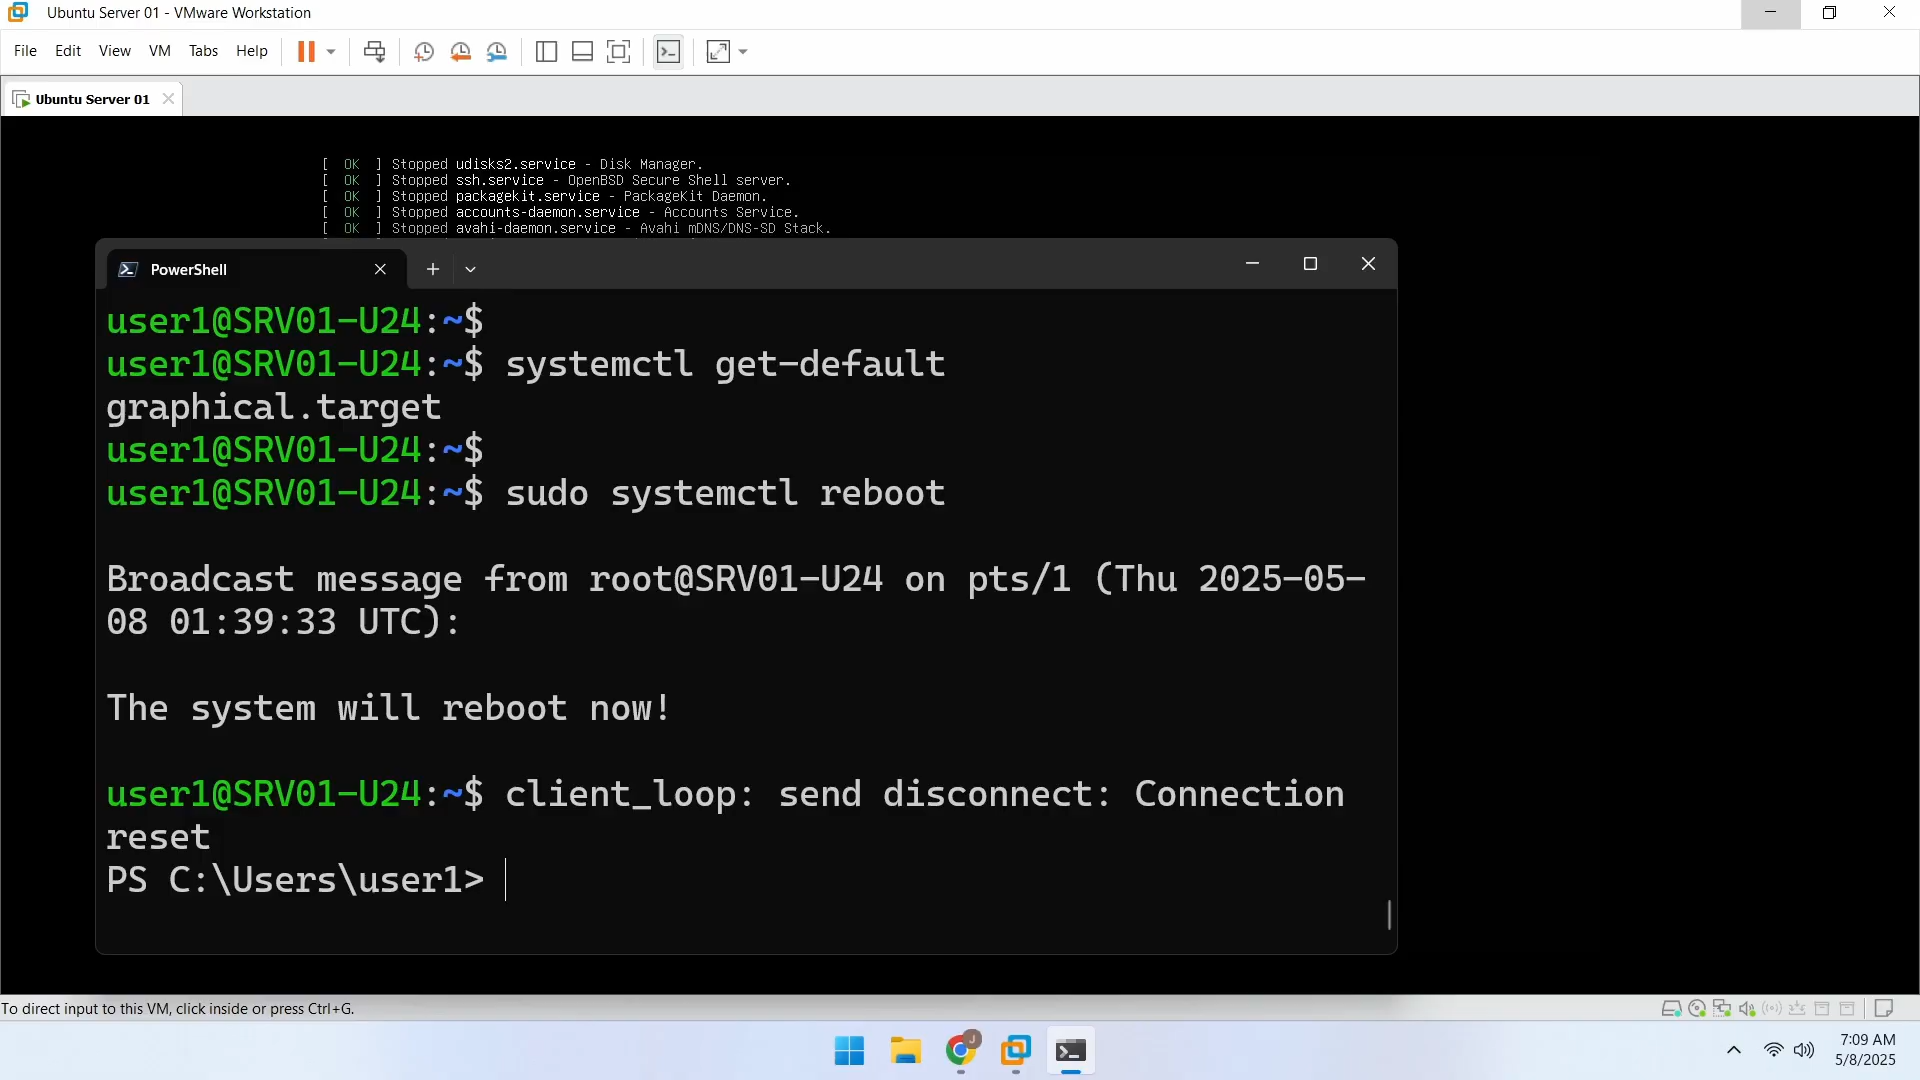 Ubuntu Server 01 - VMware Workstation
File Edit View VM Tabs Help
Ubuntu Server 01
[ OK ] Stopped udisks2.service - Disk Manager.
[ OK ] Stopped ssh.service - OpenBSD Secure Shell server.
[ OK ] Stopped packagekit.service - PackageKit Daemon.
[ OK ] Stopped accounts-daemon.service - Accounts Service.
[ OK ] Stopped avahi-daemon.service - Avahi mDNS/DNS-SD Stack.
PowerShell
user1@SRV01-U24:~$
user1@SRV01-U24:~$ systemctl get-default
graphical.target
user1@SRV01-U24:~$
user1@SRV01-U24:~$ sudo systemctl reboot
Broadcast message from root@SRV01-U24 on pts/1 (Thu 2025-05-
08 01:39:33 UTC):
The system will reboot now!
user1@SRV01-U24:~$ client_loop: send disconnect: Connection
reset
PS C:\Users\user1>
To direct input to this VM, click inside or press Ctrl+G.
J
7:09 AM
5/8/2025